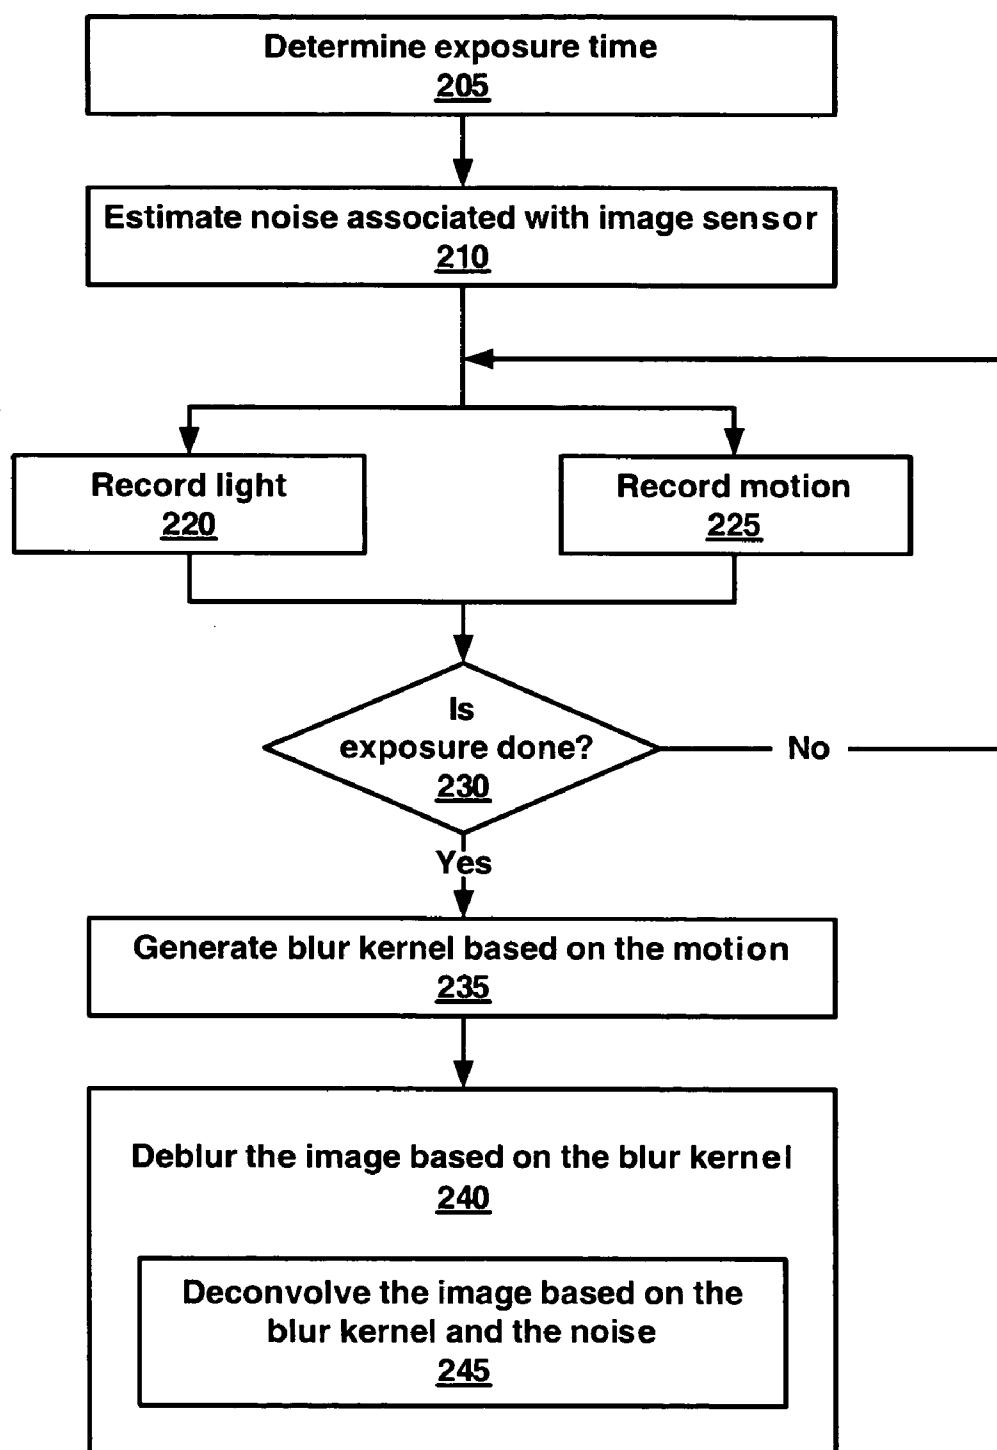 Determine exposure time
205
Estimate noise associated with image sensor
210
Record light
220
Record motion
225
Is
exposure done?
230
No
Yes
Generate blur kernel based on the motion
235
Deblur the image based on the blur kernel
240
Deconvolve the image based on the
blur kernel and the noise
245